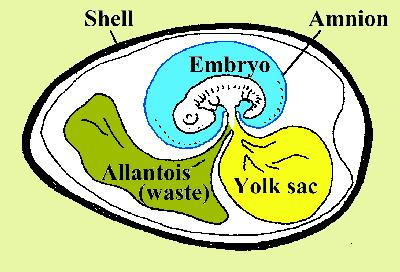 Shell
Amnion
Embryo
Allantois
(waste)
Yolk sac